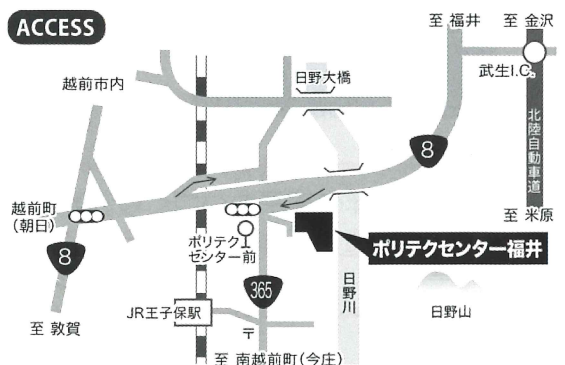 ACCESS
至 福井
至 金沢
武生I.C.
日野大橋
越前市内
北陸自動車道
8
越前町
(朝日)
至 米原
ポリテク
センター前
ポリテクセンター福井
8
365
日野川
日野山
JR王子保駅
〒
至 敦賀
至 南越前町(今庄)